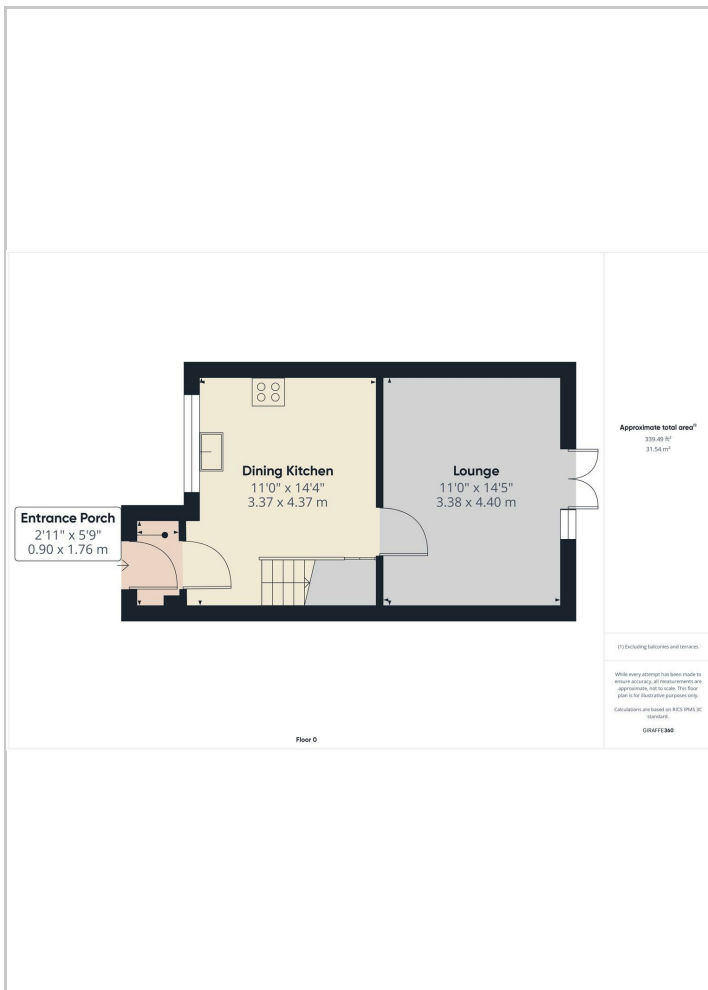 Entrance Porch
2'11" x 5'9"
0.90 x 1.76 m
Dining Kitchen
11'0" x 14'4"
3.37 x 4.37 m
Lounge
11'0" x 14'5"
3.38 x 4.40 m
Floor 0
Approximate total area⁽¹⁾
339.49 ft²
31.54 m²
(1) Excluding balconies and terraces
While every attempt has been made to
ensure accuracy, all measurements are
approximate, not to scale. This floor
plan is for illustrative purposes only.
Calculations are based on RICS IPMS 3C
standard.
GIRAFFE360